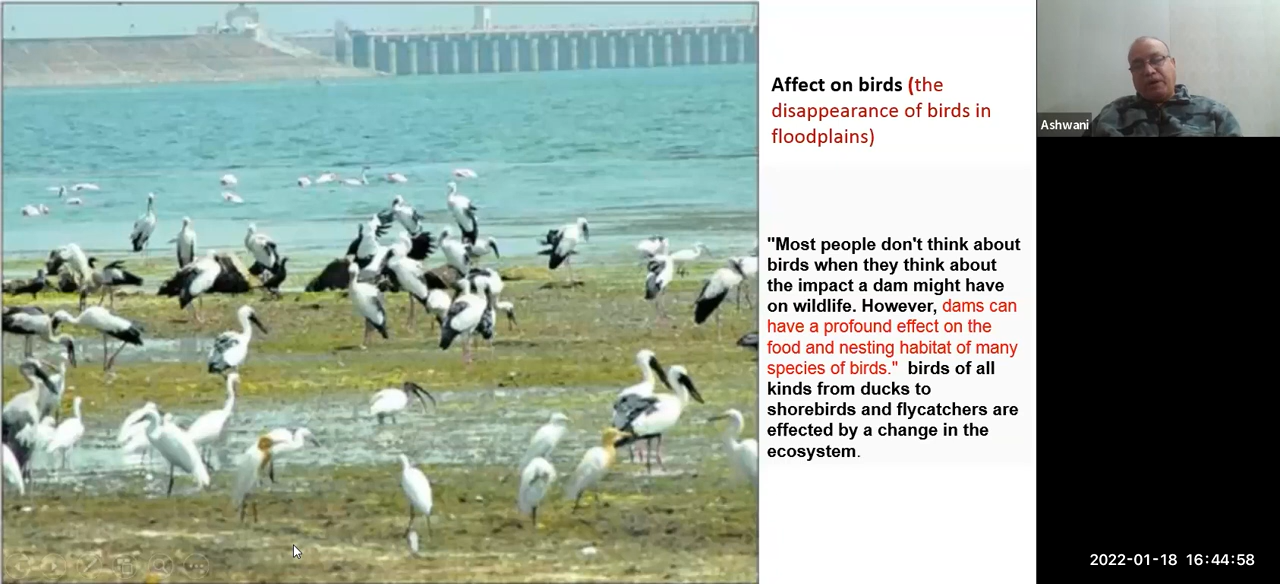 Affect on birds (the
disappearance of birds in
floodplains)
"Most people don't think about
birds when they think about
the impact a dam might have
on wildlife. However, dams can
have a profound effect on the
food and nesting habitat of many
species of birds."  birds of all
kinds from ducks to
shorebirds and flycatchers are
effected by a change in the
ecosystem.
Ashwani
2022-01-18 16:44:58